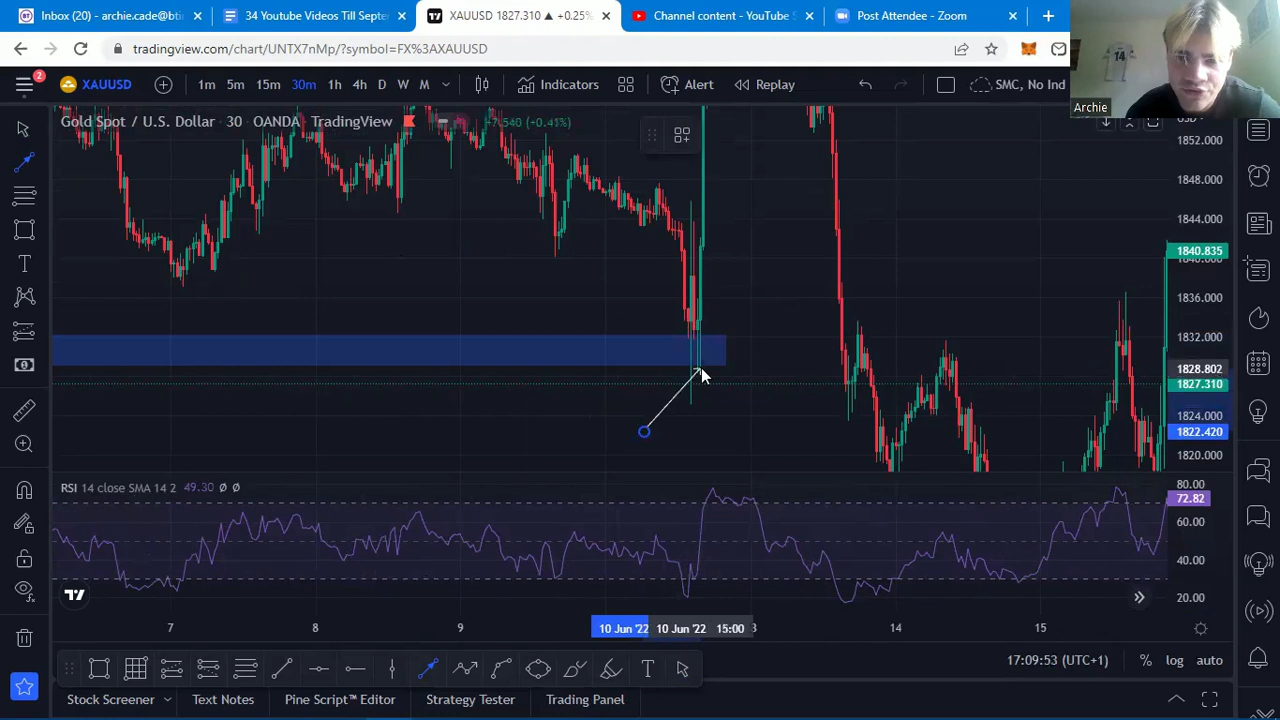 Inbox (20) - archie.cade@bti
34 Youtube Videos Till Septe
XAUUSD 1827.310 ▲ +0.25%
Channel content - YouTube S
Post Attendee - Zoom
tradingview.com/chart/UNTX7nMp/?symbol=FX%3AXAUUSD
2
XAUUSD
1m 5m 15m 30m 1h 4h D W M
Indicators
Alert
Replay
SMC, No Ind
14
Archie
Gold Spot / U.S. Dollar · 30 · OANDA · TradingView
1852.000
1848.000
1844.000
1840.835
1840.000
1836.000
1832.000
1828.802
1827.310
1824.000
1822.420
1820.000
RSI 14 close SMA 14 2 49.30 ø ø
80.00
72.82
60.00
40.00
20.00
7 8 9 10 Jun '22 10 Jun '22 15:00 3 14 15
17:09:53 (UTC+1) % log auto
T
Stock Screener Text Notes Pine Script™ Editor Strategy Tester Trading Panel